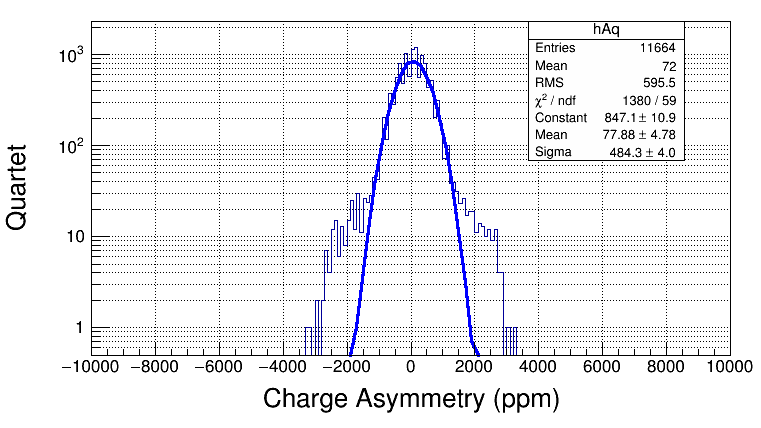 hAq
Entries 11664
Mean 72
RMS 595.5
χ² / ndf 1380 / 59
Constant 847.1 ± 10.9
Mean 77.88 ± 4.78
Sigma 484.3 ± 4.0
Quartet
10³
10²
10
1
−10000 −8000 −6000 −4000 −2000 0 2000 4000 6000 8000 10000
Charge Asymmetry (ppm)